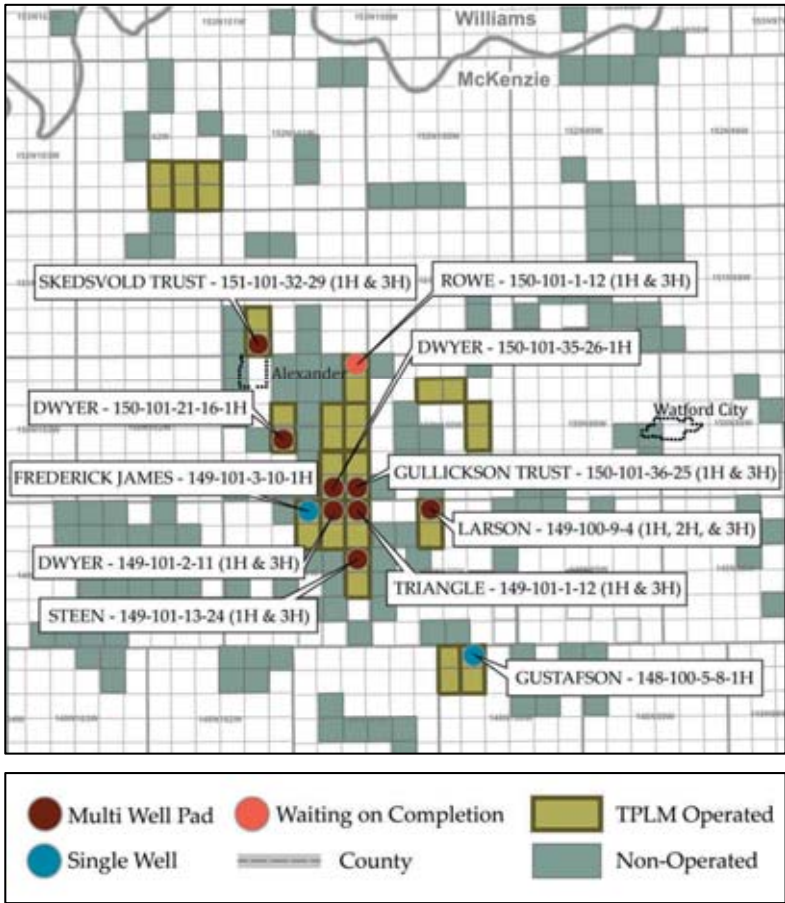 Williams
McKenzie
SKEDSVOLD TRUST - 151-101-32-29 (1H & 3H)
ROWE - 150-101-1-12 (1H & 3H)
DWYER - 150-101-35-26-1H
Alexander
DWYER - 150-101-21-16-1H
Watford City
FREDERICK JAMES - 149-101-3-10-1H
GULLICKSON TRUST - 150-101-36-25 (1H & 3H)
LARSON - 149-100-9-4 (1H, 2H, & 3H)
DWYER - 149-101-2-11 (1H & 3H)
TRIANGLE - 149-101-1-12 (1H & 3H)
STEEN - 149-101-13-24 (1H & 3H)
GUSTAFSON - 148-100-5-8-1H
Multi Well Pad
Waiting on Completion
TPLM Operated
Single Well
County
Non-Operated